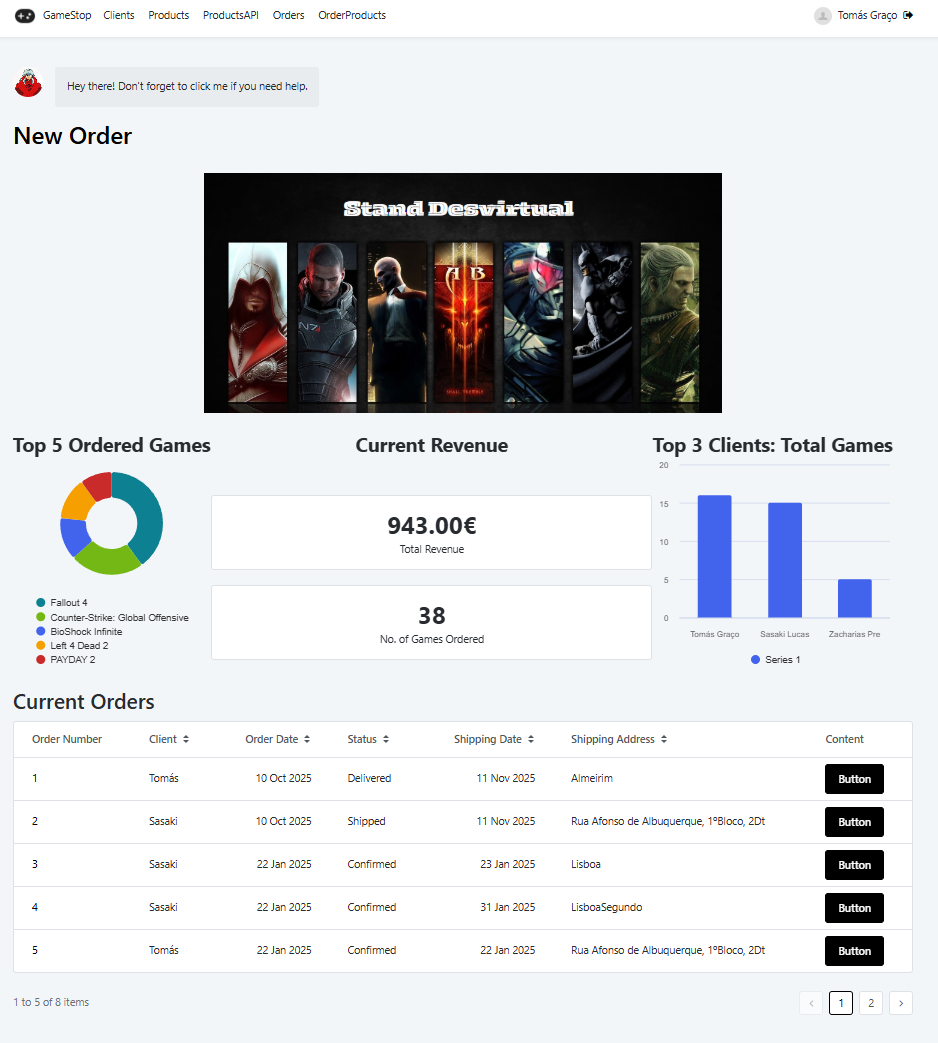 GameStop Clients Products ProductsAPI Orders OrderProducts Tomás Graço
Hey there! Don't forget to click me if you need help.
New Order
Stand Desvirtual
N7
A B
Top 5 Ordered Games
Fallout 4
Counter-Strike: Global Offensive
BioShock Infinite
Left 4 Dead 2
PAYDAY 2
Current Revenue
943.00€
Total Revenue
38
No. of Games Ordered
Top 3 Clients: Total Games
20
15
10
5
0
Tomás Graço Sasaki Lucas Zacharias Pre
Series 1
Current Orders
Order Number Client Order Date Status Shipping Date Shipping Address Content
1 Tomás 10 Oct 2025 Delivered 11 Nov 2025 Almeirim Button
2 Sasaki 10 Oct 2025 Shipped 11 Nov 2025 Rua Afonso de Albuquerque, 1ºBloco, 2Dt Button
3 Sasaki 22 Jan 2025 Confirmed 23 Jan 2025 Lisboa Button
4 Sasaki 22 Jan 2025 Confirmed 31 Jan 2025 LisboaSegundo Button
5 Tomás 22 Jan 2025 Confirmed 22 Jan 2025 Rua Afonso de Albuquerque, 1ºBloco, 2Dt Button
1 to 5 of 8 items < 1 2 >